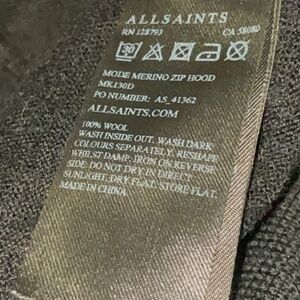 ALLSAINTS
RN 128793 CA 58080
30
MODE MERINO ZIP HOOD
MK130D
PO NUMBER: AS_41362
ALLSAINTS.COM
100% WOOL
WASH INSIDE OUT. WASH DARK
COLOURS SEPARATELY. RESHAPE
WHILST DAMP. IRON ON REVERSE
SIDE. DO NOT DRY IN DIRECT
SUNLIGHT. DRY FLAT. STORE FLAT.
MADE IN CHINA